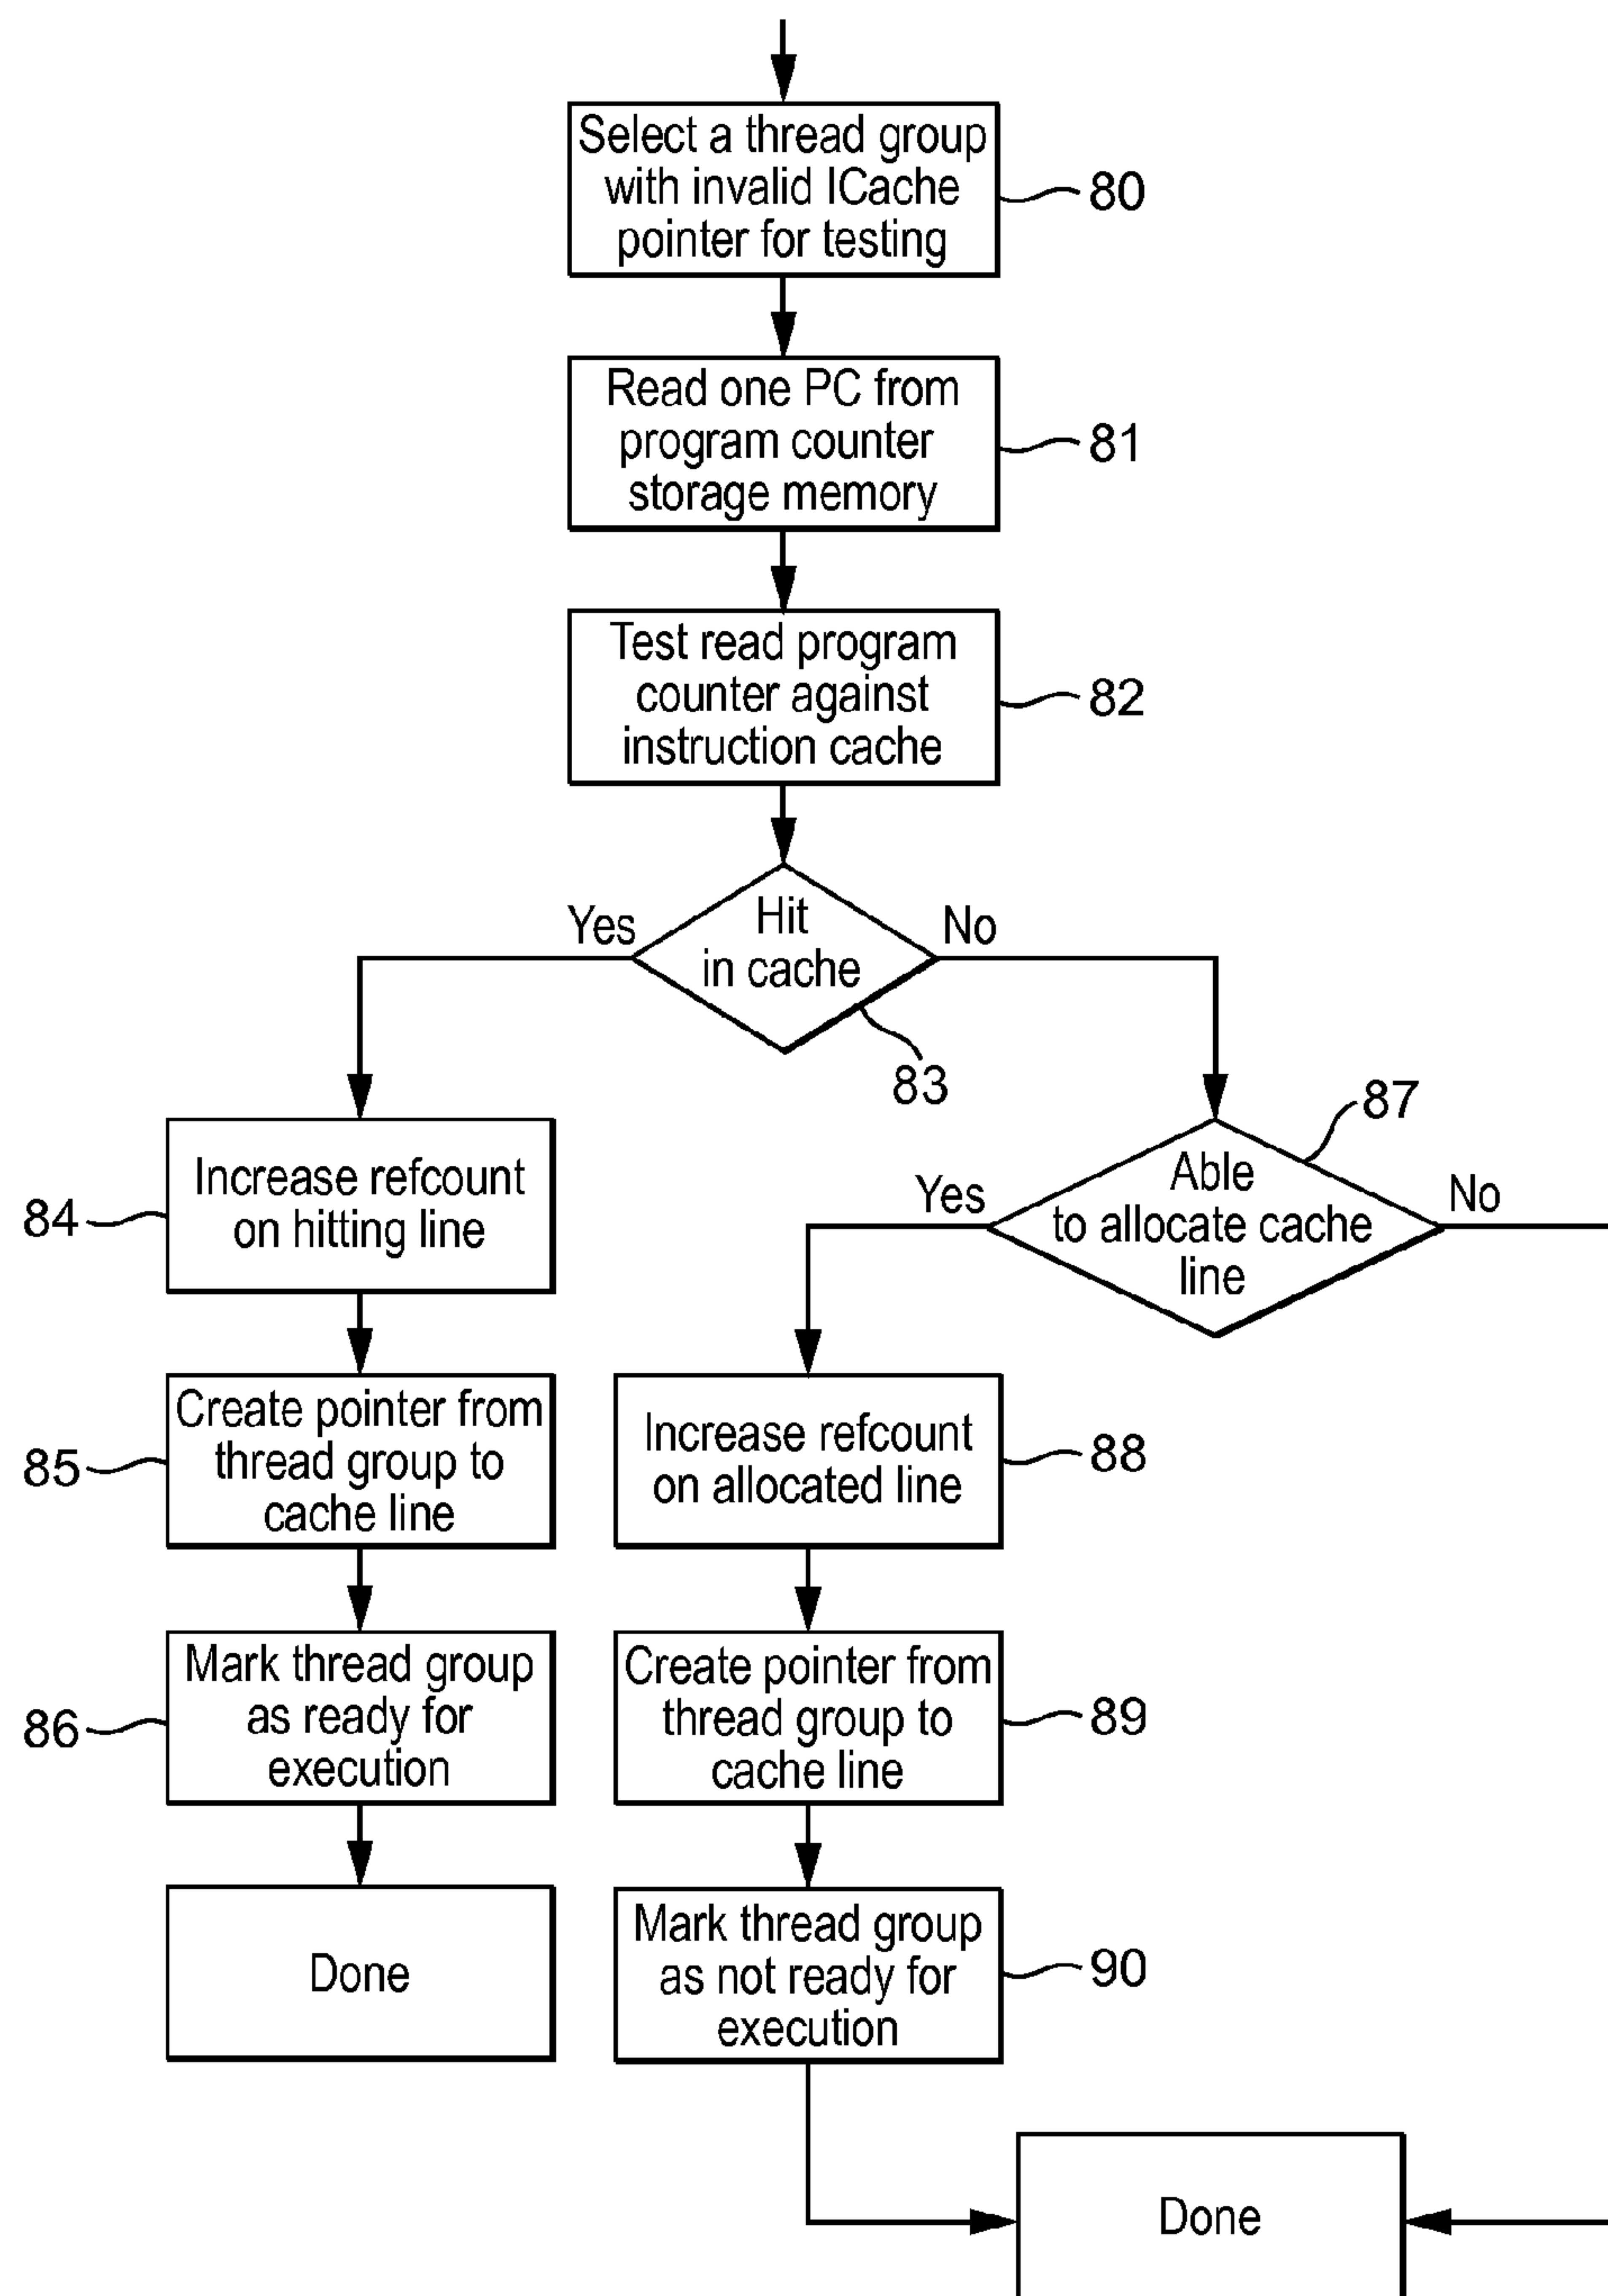 Select a thread group
with invalid ICache
pointer for testing
80
Read one PC from
program counter
storage memory
81
Test read program
counter against
instruction cache
82
Yes
Hit
in cache
No
83
87
Increase refcount
on hitting line
84
Yes
Able
to allocate cache
line
No
Create pointer from
thread group to
cache line
85
Increase refcount
on allocated line
88
Mark thread group
as ready for
execution
86
Create pointer from
thread group to
cache line
89
Done
Mark thread group
as not ready for
execution
90
Done